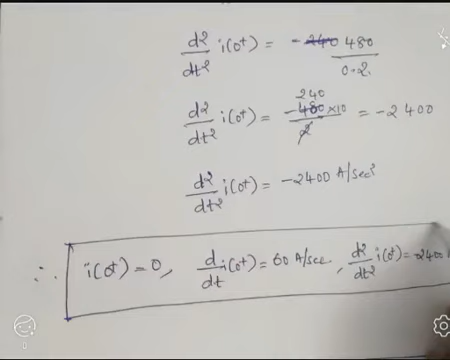 d²/dt² i(0⁺) = -240 480/0.2
d²/dt² i(0⁺) = 240 -480×10/2 = -2400
d²/dt² i(0⁺) = -2400 A/sec²
∴ i(0⁺) = 0, d/dt i(0⁺) = 60 A/sec, d²/dt² i(0⁺) = -2400